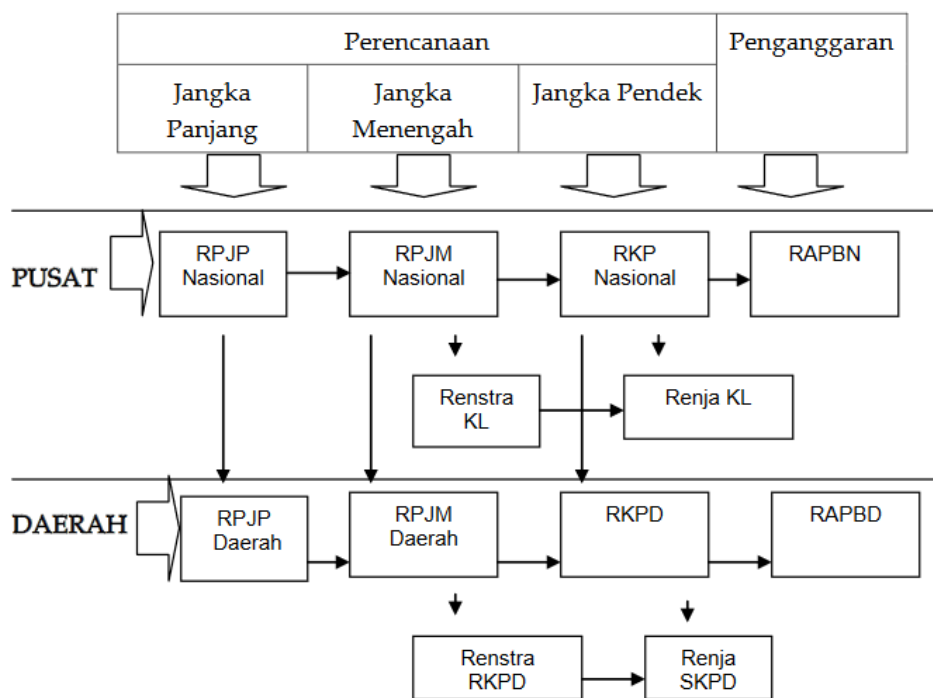 Perencanaan
Penganggaran
Jangka
Panjang
Jangka
Menengah
Jangka Pendek
PUSAT
RPJP
Nasional
RPJM
Nasional
RKP
Nasional
RAPBN
Renstra
KL
Renja KL
DAERAH
RPJP
Daerah
RPJM
Daerah
RKPD
RAPBD
Renstra
RKPD
Renja
SKPD